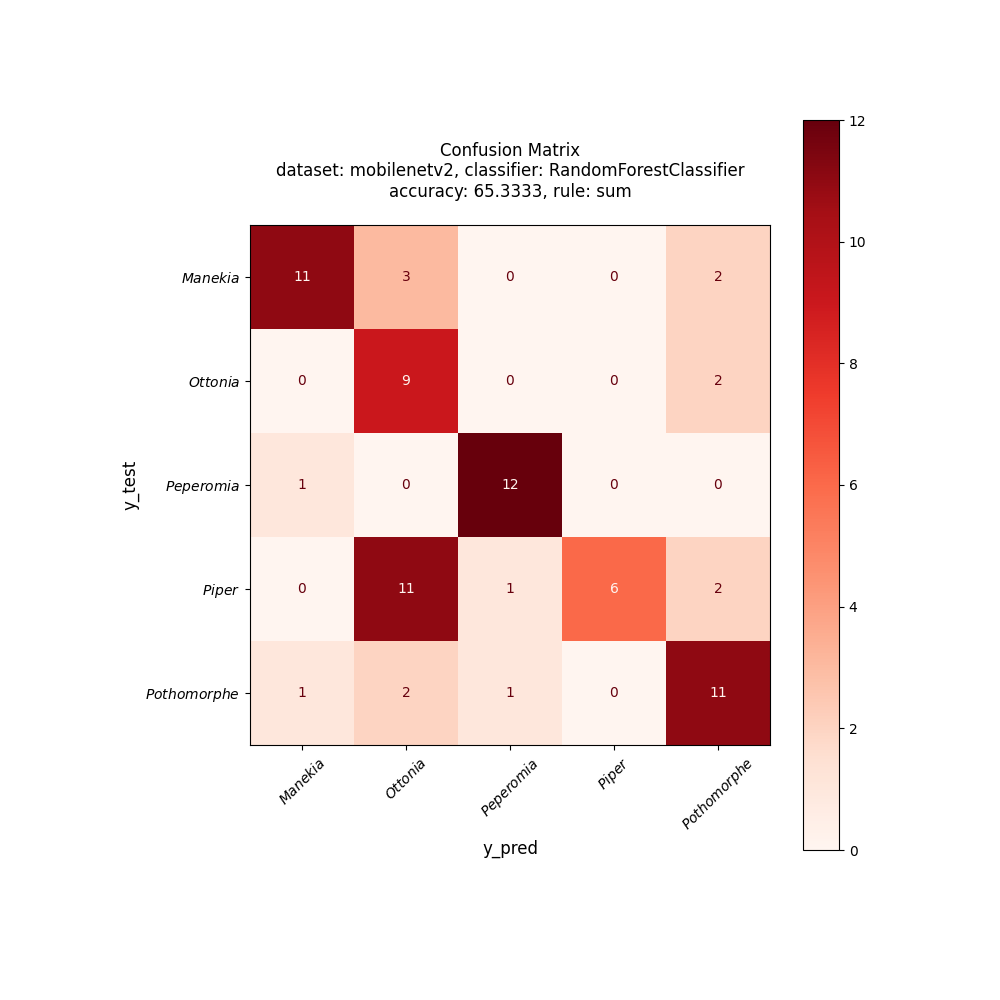 Confusion Matrix
dataset: mobilenetv2, classifier: RandomForestClassifier
accuracy: 65.3333, rule: sum
12
10
8
6
4
2
0
y_test
Manekia 11 3 0 0 2
Ottonia 0 9 0 0 2
Peperomia 1 0 12 0 0
Piper 0 11 1 6 2
Pothomorphe 1 2 1 0 11
Manekia Ottonia Peperomia Piper Pothomorphe
y_pred